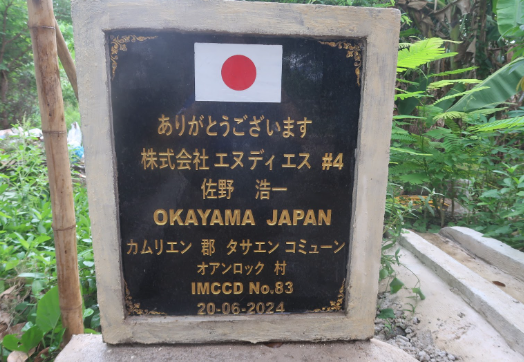 ありがとうございます
株式会社 エヌディエス #4
佐野 浩一
OKAYAMA JAPAN
カムリエン 郡 タサエン コミューン
オアンロック 村
IMCCD No.83
20-06-2024